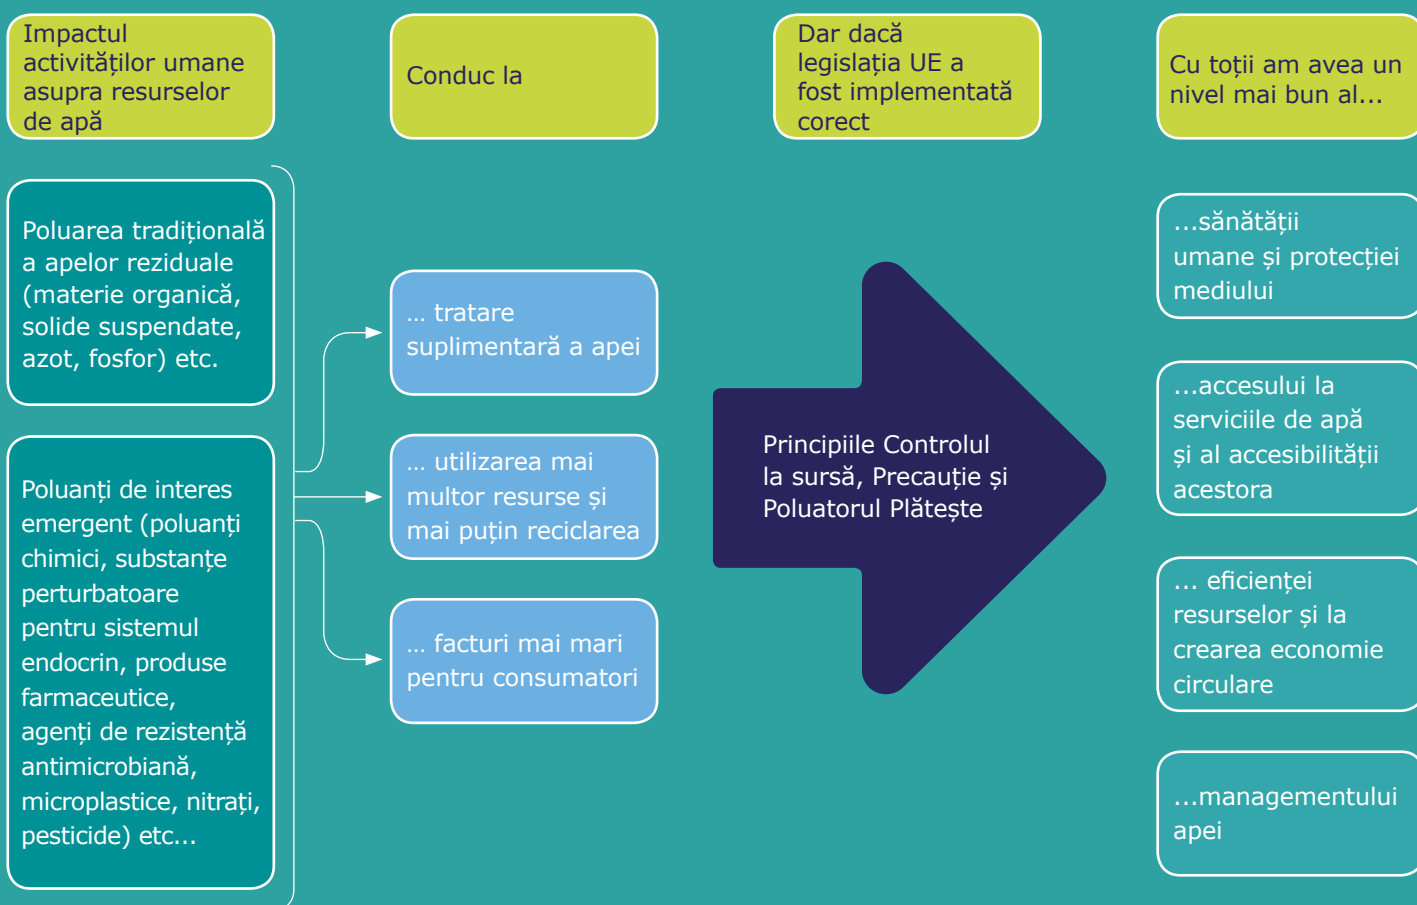 Impactul
activităților umane
asupra resurselor
de apă
Conduc la
Dar dacă
legislația UE a
fost implementată
corect
Cu toții am avea un
nivel mai bun al...
Poluarea tradițională
a apelor reziduale
(materie organică,
solide suspendate,
azot, fosfor) etc.
Poluanți de interes
emergent (poluanți
chimici, substanțe
perturbatoare
pentru sistemul
endocrin, produse
farmaceutice,
agenți de rezistență
antimicrobiană,
microplastice, nitrați,
pesticide) etc...
... tratare
suplimentară a apei
... utilizarea mai
multor resurse și
mai puțin reciclarea
... facturi mai mari
pentru consumatori
Principiile Controlul
la sursă, Precauție și
Poluatorul Plătește
...sănătății
umane și protecției
mediului
...accesului la
serviciile de apă
și al accesibilității
acestora
... eficienței
resurselor și la
crearea economie
circulare
...managementului
apei